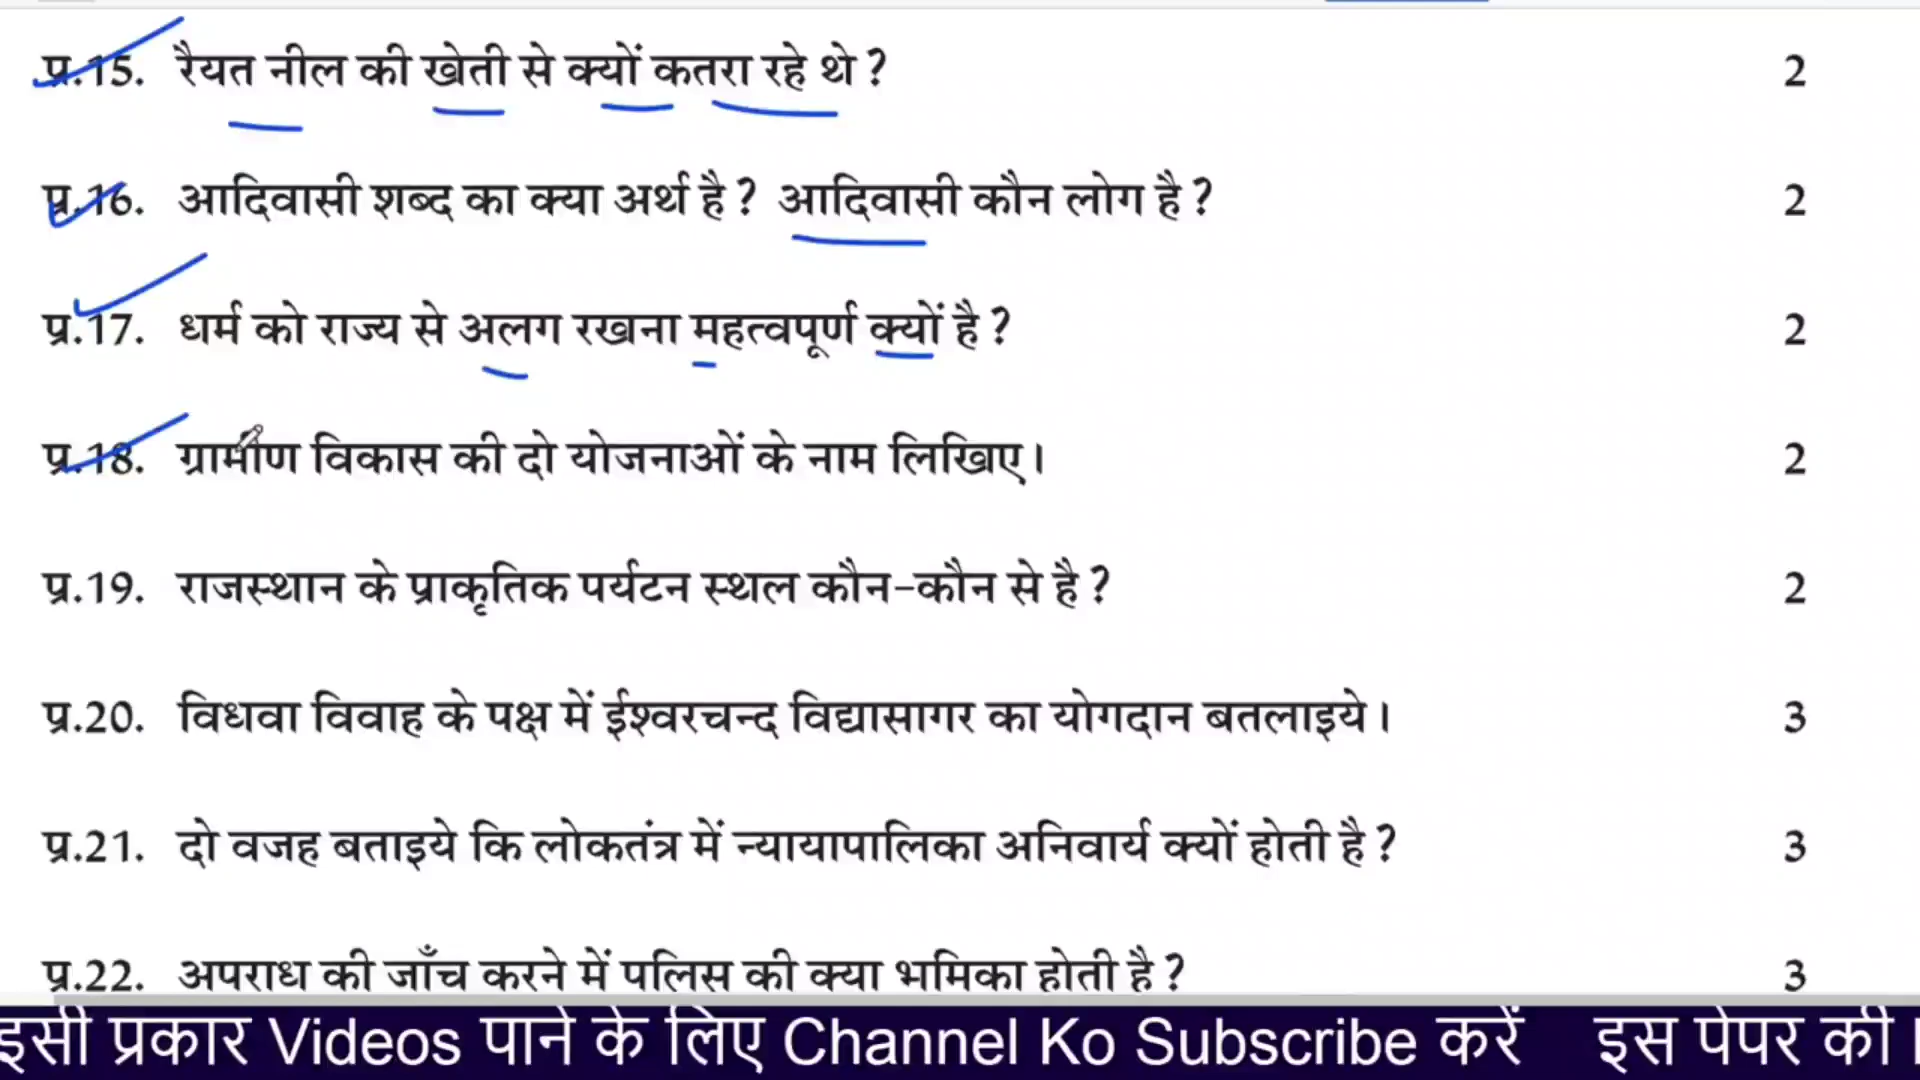 प्र.15. रैयत नील की खेती से क्यों कतरा रहे थे ? 2
प्र.16. आदिवासी शब्द का क्या अर्थ है ? आदिवासी कौन लोग है ? 2
प्र.17. धर्म को राज्य से अलग रखना महत्वपूर्ण क्यों है ? 2
प्र.18. ग्रामीण विकास की दो योजनाओं के नाम लिखिए। 2
प्र.19. राजस्थान के प्राकृतिक पर्यटन स्थल कौन-कौन से है ? 2
प्र.20. विधवा विवाह के पक्ष में ईश्वरचन्द विद्यासागर का योगदान बतलाइये। 3
प्र.21. दो वजह बताइये कि लोकतंत्र में न्यायापालिका अनिवार्य क्यों होती है ? 3
प्र.22. अपराध की जाँच करने में पुलिस की क्या भूमिका होती है ? 3
इसी प्रकार Videos पाने के लिए Channel Ko Subscribe करें इस पेपर की